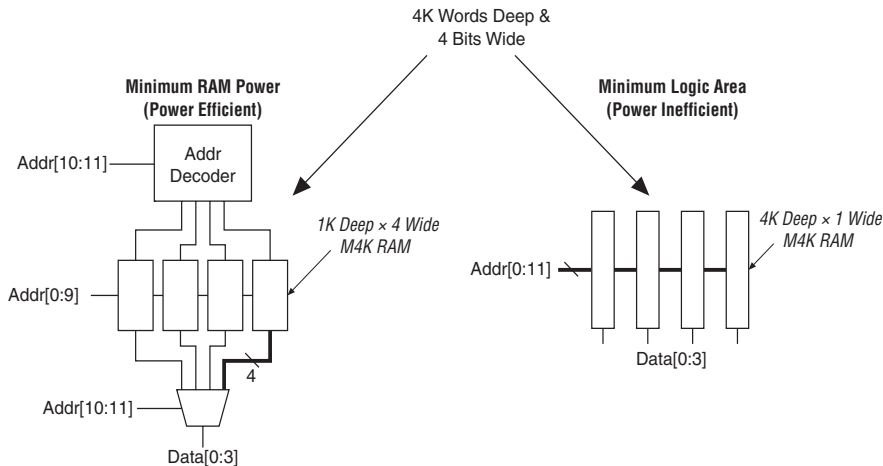 4K Words Deep &
4 Bits Wide
Minimum RAM Power
(Power Efficient)
Minimum Logic Area
(Power Inefficient)
Addr
Decoder
Addr[10:11]
1K Deep × 4 Wide
M4K RAM
4K Deep × 1 Wide
M4K RAM
Addr[0:9]
Addr[0:11]
Data[0:3]
4
Addr[10:11]
Data[0:3]